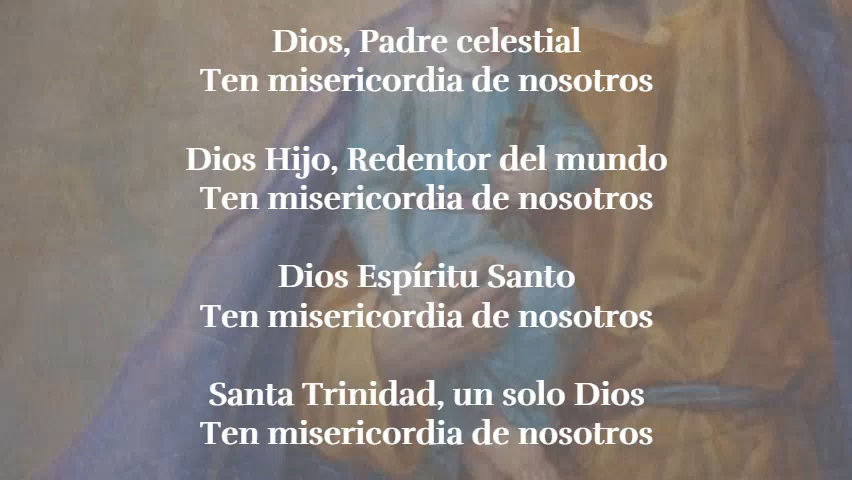 Dios, Padre celestial
Ten misericordia de nosotros
Dios Hijo, Redentor del mundo
Ten misericordia de nosotros
Dios Espíritu Santo
Ten misericordia de nosotros
Santa Trinidad, un solo Dios
Ten misericordia de nosotros